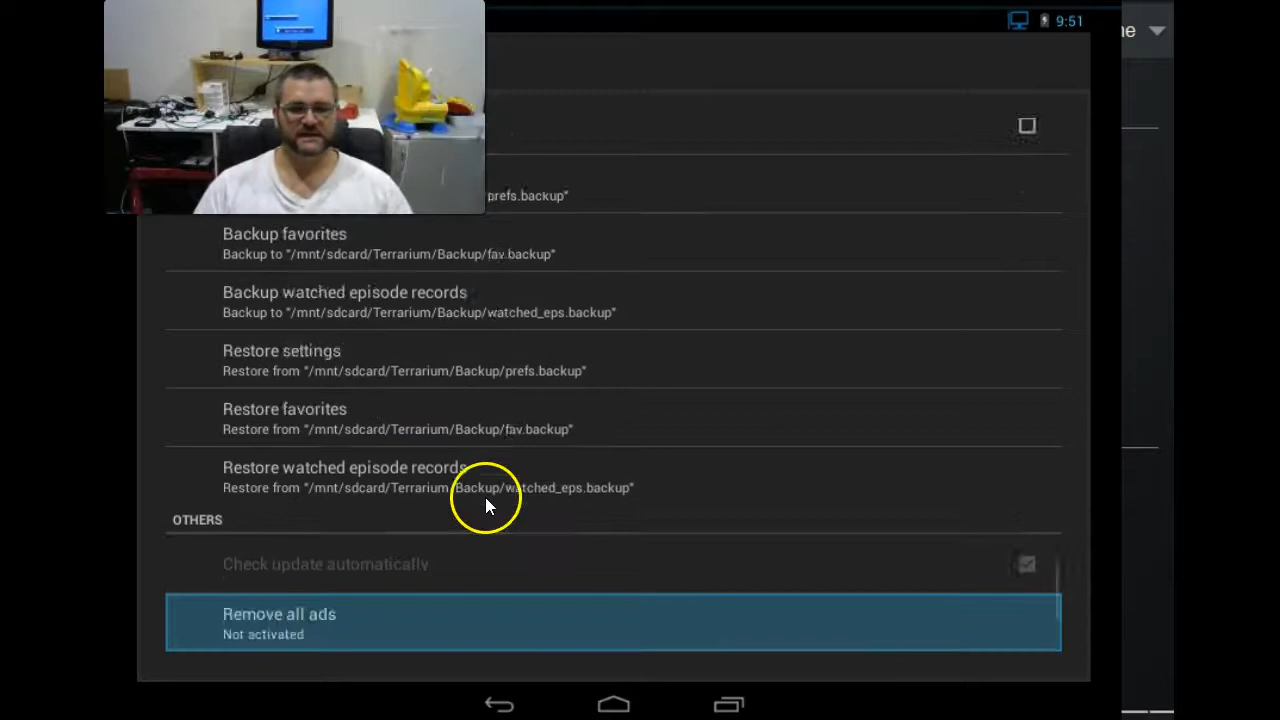 9:51
ne
prefs.backup"
Backup favorites
Backup to "/mnt/sdcard/Terrarium/Backup/fav.backup"
Backup watched episode records
Backup to "/mnt/sdcard/Terrarium/Backup/watched_eps.backup"
Restore settings
Restore from "/mnt/sdcard/Terrarium/Backup/prefs.backup"
Restore favorites
Restore from "/mnt/sdcard/Terrarium/Backup/fav.backup"
Restore watched episode records
Restore from "/mnt/sdcard/Terrarium/Backup/watched_eps.backup"
OTHERS
Check update automatically
Remove all ads
Not activated